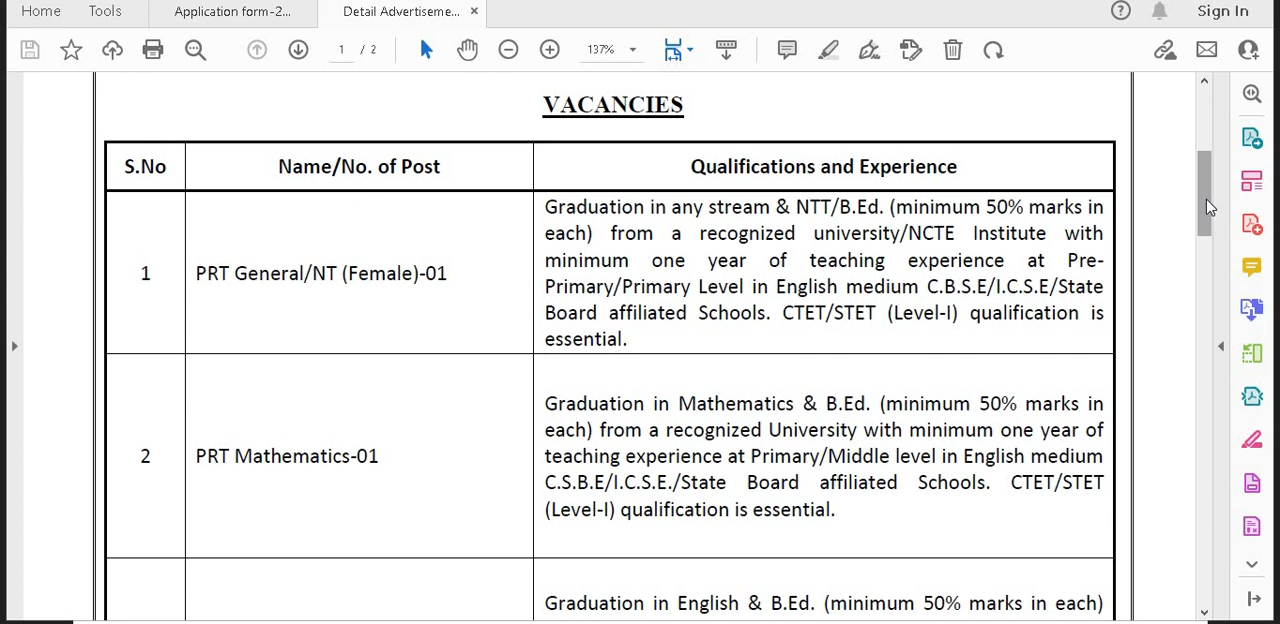 Home Tools Application form-2... Detail Advertiseme... × Sign In
1 / 2 137%
VACANCIES
S.No Name/No. of Post Qualifications and Experience
1 PRT General/NT (Female)-01
Graduation in any stream & NTT/B.Ed. (minimum 50% marks in
each) from a recognized university/NCTE Institute with
minimum one year of teaching experience at Pre-
Primary/Primary Level in English medium C.B.S.E/I.C.S.E/State
Board affiliated Schools. CTET/STET (Level-I) qualification is
essential.
2 PRT Mathematics-01
Graduation in Mathematics & B.Ed. (minimum 50% marks in
each) from a recognized University with minimum one year of
teaching experience at Primary/Middle level in English medium
C.S.B.E/I.C.S.E./State Board affiliated Schools. CTET/STET
(Level-I) qualification is essential.
Graduation in English & B.Ed. (minimum 50% marks in each)